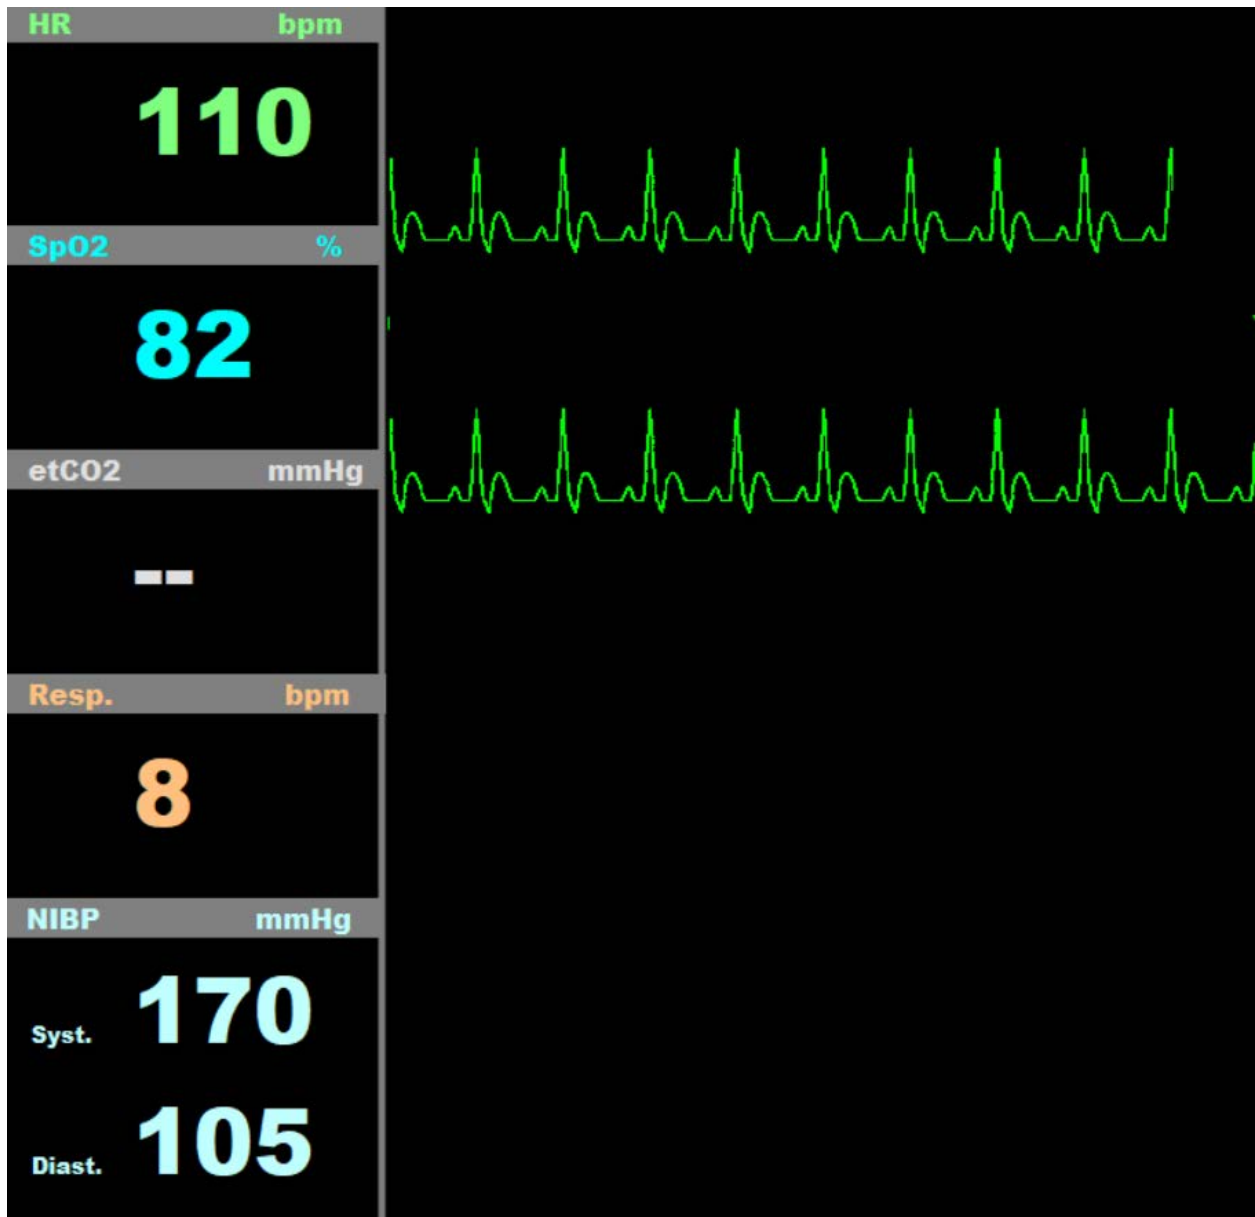 HR bpm
110
SpO2 %
82
etCO2 mmHg
--
Resp. bpm
8
NIBP mmHg
Syst. 170
Diast. 105